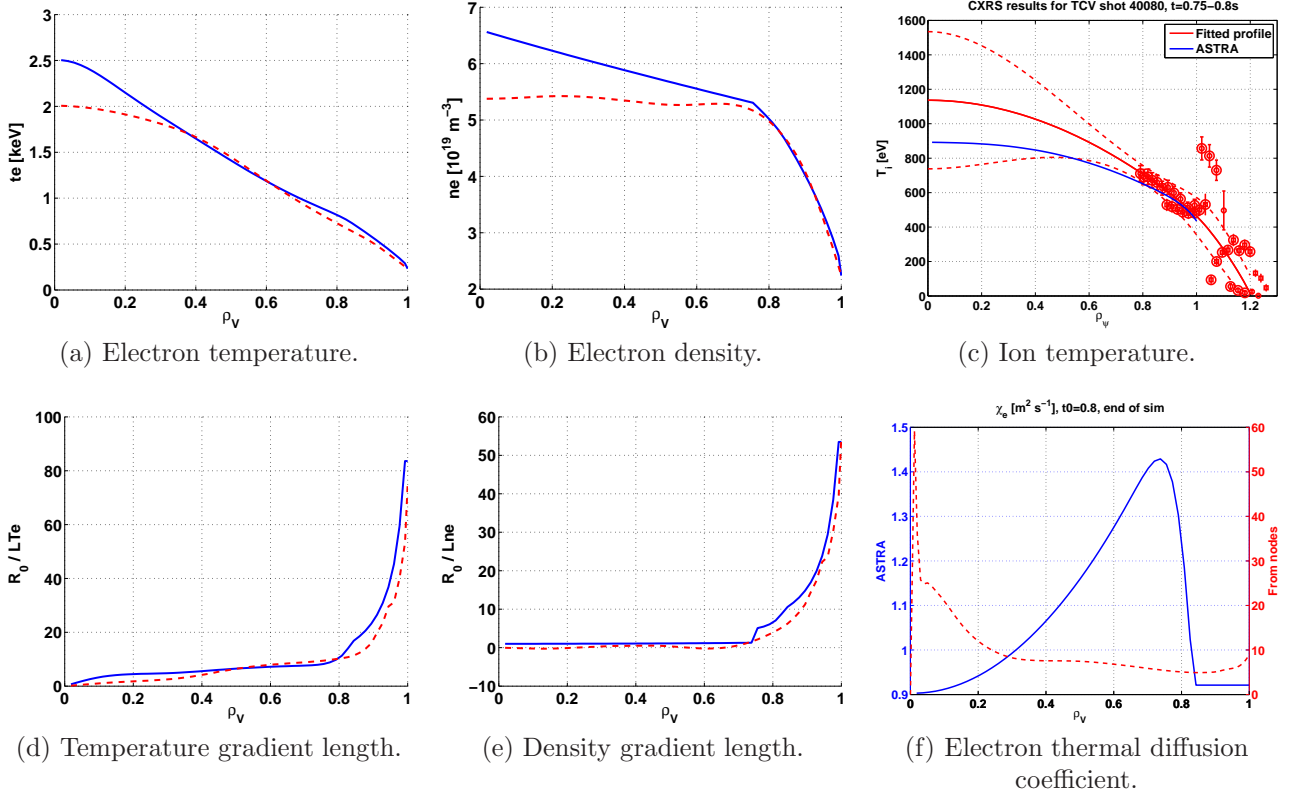 3
2.5
2
1.5
1
0.5
0
te [keV]
0 0.2 0.4 0.6 0.8 1
ρV
(a) Electron temperature.
7
6
5
4
3
2
ne [10^19 m^−3]
0 0.2 0.4 0.6 0.8 1
ρV
(b) Electron density.
CXRS results for TCV shot 40080, t=0.75−0.8s
1600
1400
1200
1000
800
600
400
200
0
T_i [eV]
Fitted profile
ASTRA
0 0.2 0.4 0.6 0.8 1.0 1.2
ρψ
(c) Ion temperature.
100
80
60
40
20
0
R_0 / LTe
0 0.2 0.4 0.6 0.8 1
ρV
(d) Temperature gradient length.
60
50
40
30
20
10
0
−10
R_0 / Lne
0 0.2 0.4 0.6 0.8 1
ρV
(e) Density gradient length.
χ_e [m^2 s^−1], t0=0.8, end of sim
1.5
1.4
1.3
1.2
1.1
1
0.9
ASTRA
60
50
40
30
20
10
0
From nodes
0 0.2 0.4 0.6 0.8 1
ρV
(f) Electron thermal diffusion
coefficient.